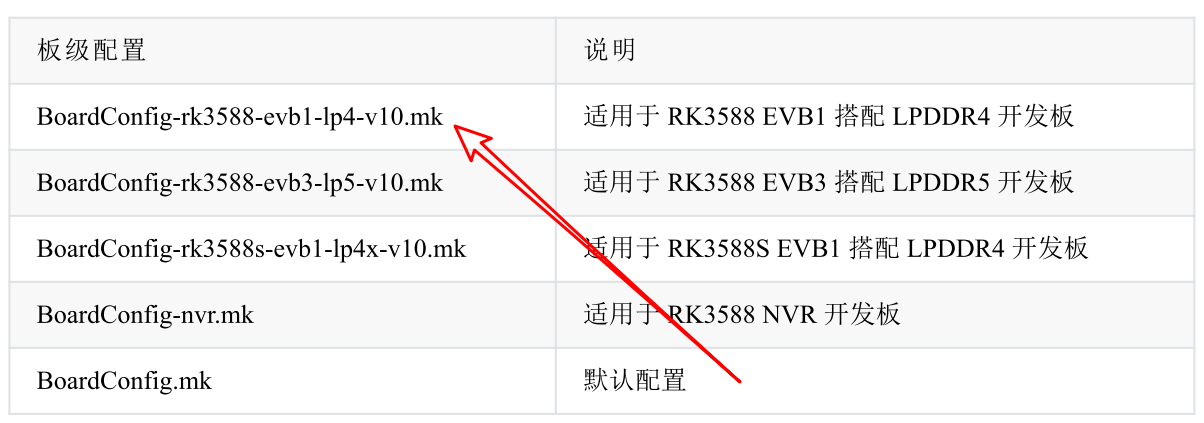 板级配置 说明
BoardConfig-rk3588-evb1-lp4-v10.mk 适用于 RK3588 EVB1 搭配 LPDDR4 开发板
BoardConfig-rk3588-evb3-lp5-v10.mk 适用于 RK3588 EVB3 搭配 LPDDR5 开发板
BoardConfig-rk3588s-evb1-lp4x-v10.mk 适用于 RK3588S EVB1 搭配 LPDDR4 开发板
BoardConfig-nvr.mk 适用于 RK3588 NVR 开发板
BoardConfig.mk 默认配置